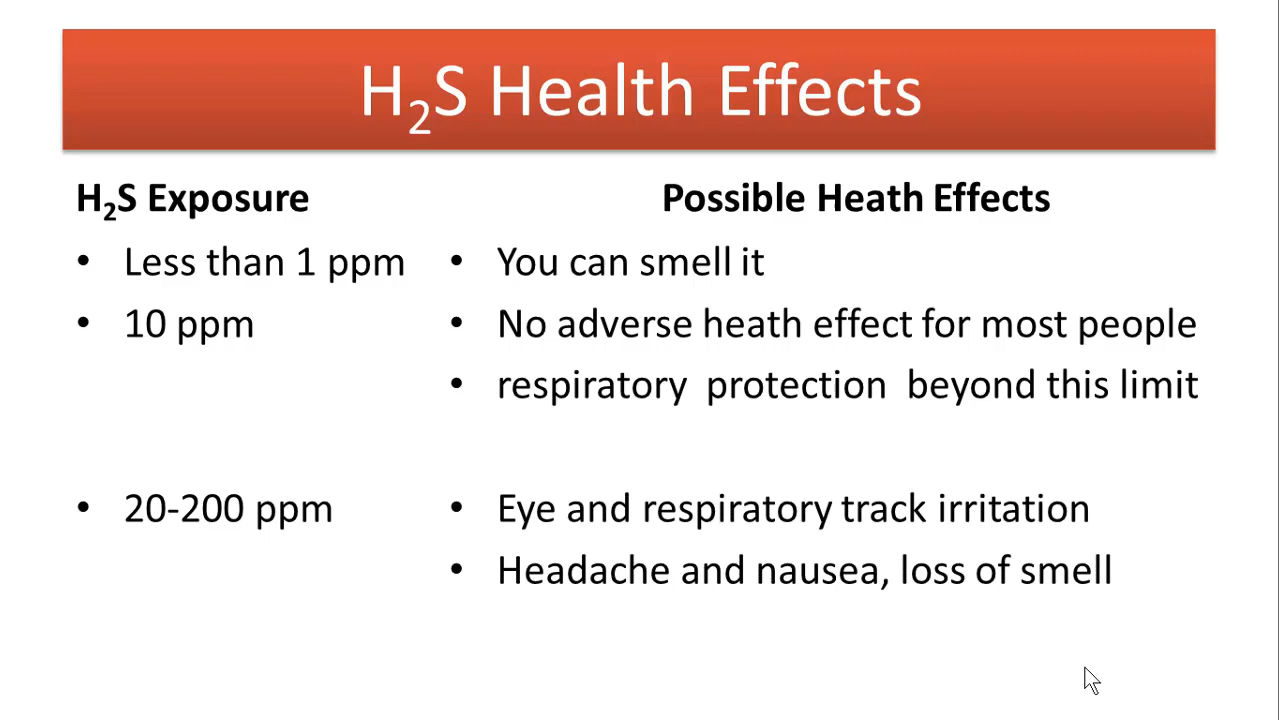 H₂S Health Effects
H₂S Exposure Possible Heath Effects
• Less than 1 ppm • You can smell it
• 10 ppm • No adverse heath effect for most people
• respiratory protection beyond this limit
• 20-200 ppm • Eye and respiratory track irritation
• Headache and nausea, loss of smell